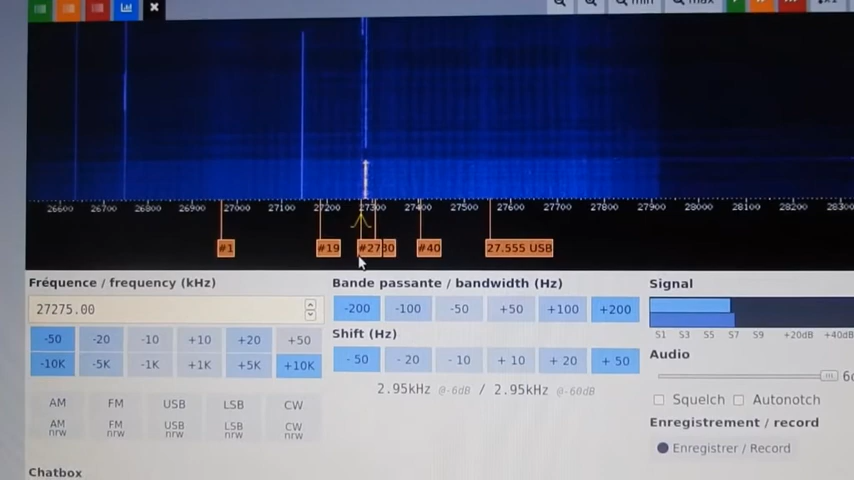 min max
26600 26700 26800 26900 27000 27100 27200 27300 27400 27500 27600 27700 27800 27900 28000 28100 28200
#1 #19 #2730 #40 27.555 USB
Fréquence / frequency (kHz) Bande passante / bandwidth (Hz) Signal
27275.00 -200 -100 -50 +50 +100 +200
S1 S3 S5 S7 S9 +20dB +40dB
-50 -20 -10 +10 +20 +50 Shift (Hz)
Audio
-10K -5K -1K +1K +5K +10K - 50 - 20 - 10 + 10 + 20 + 50
2.95kHz @-6dB / 2.95kHz @-60dB
Squelch Autonotch
AM FM USB LSB CW
Enregistrement / record
AM nrw FM nrw USB nrw LSB nrw CW nrw
Enregistrer / Record
Chatbox